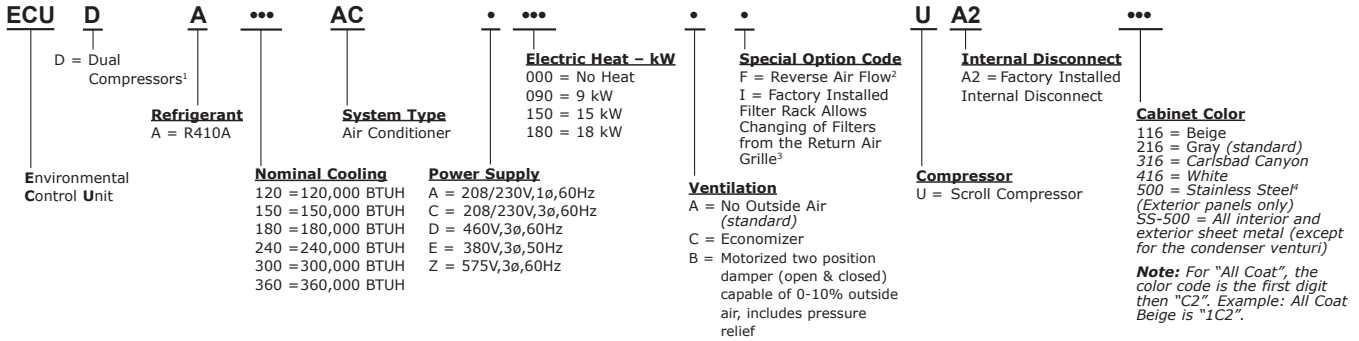 ECU D A ••• AC • ••• • • U A2 •••
D = Dual
Compressors¹
Refrigerant
A = R410A
System Type
Air Conditioner
Electric Heat – kW
000 = No Heat
090 = 9 kW
150 = 15 kW
180 = 18 kW
Special Option Code
F = Reverse Air Flow²
I = Factory Installed
Filter Rack Allows
Changing of Filters
from the Return Air
Grille³
Internal Disconnect
A2 = Factory Installed
Internal Disconnect
Environmental
Control Unit
Nominal Cooling
120 =120,000 BTUH
150 =150,000 BTUH
180 =180,000 BTUH
240 =240,000 BTUH
300 =300,000 BTUH
360 =360,000 BTUH
Power Supply
A = 208/230V,1ø,60Hz
C = 208/230V,3ø,60Hz
D = 460V,3ø,60Hz
E = 380V,3ø,50Hz
Z = 575V,3ø,60Hz
Ventilation
A = No Outside Air
(standard)
C = Economizer
B = Motorized two position
damper (open & closed)
capable of 0-10% outside
air, includes pressure
relief
Compressor
U = Scroll Compressor
Cabinet Color
116 = Beige
216 = Gray (standard)
316 = Carlsbad Canyon
416 = White
500 = Stainless Steel⁴
(Exterior panels only)
SS-500 = All interior and
exterior sheet metal (except
for the condenser venturi)
Note: For “All Coat”, the
color code is the first digit
then “C2”. Example: All Coat
Beige is “1C2”.